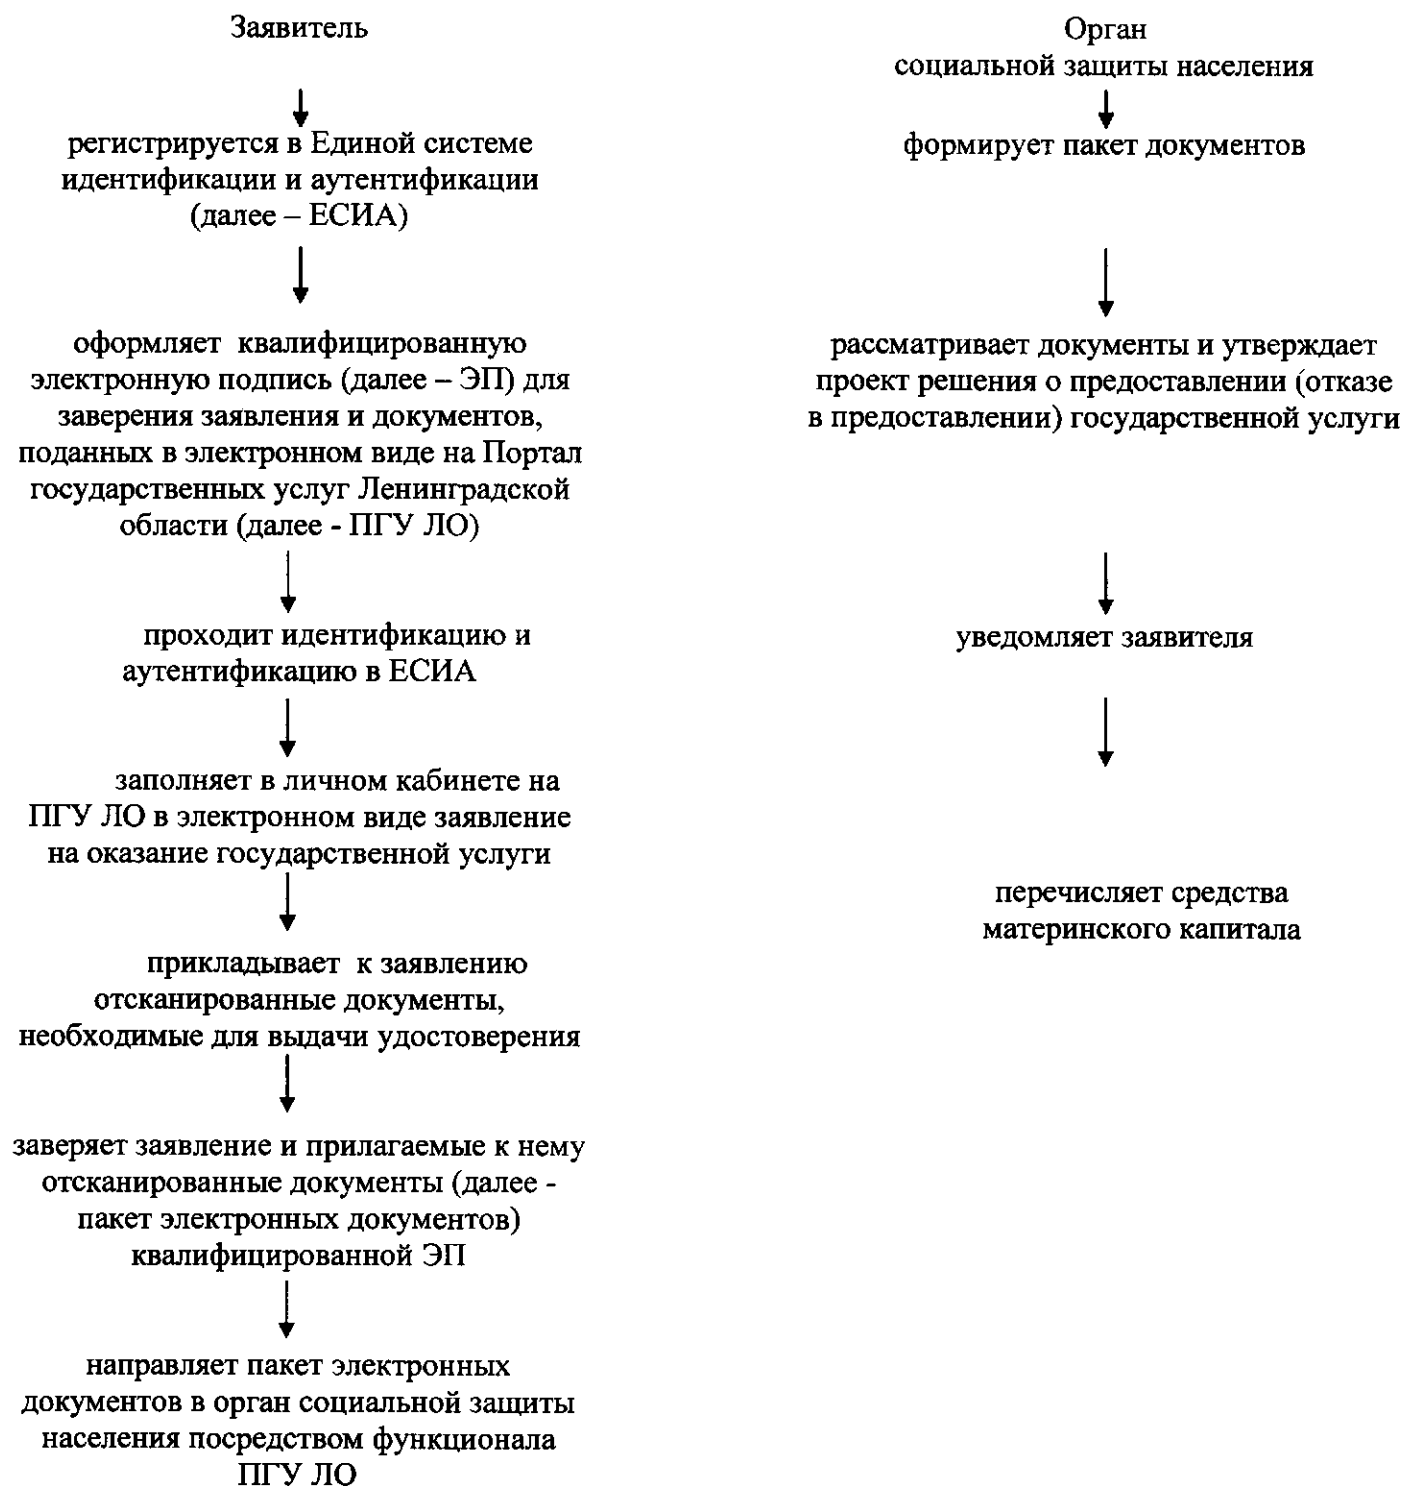 Заявитель
регистрируется в Единой системе
идентификации и аутентификации
(далее – ЕСИА)
оформляет квалифицированную
электронную подпись (далее – ЭП) для
заверения заявления и документов,
поданных в электронном виде на Портал
государственных услуг Ленинградской
области (далее - ПГУ ЛО)
проходит идентификацию и
аутентификацию в ЕСИА
заполняет в личном кабинете на
ПГУ ЛО в электронном виде заявление
на оказание государственной услуги
прикладывает к заявлению
отсканированные документы,
необходимые для выдачи удостоверения
заверяет заявление и прилагаемые к нему
отсканированные документы (далее -
пакет электронных документов)
квалифицированной ЭП
направляет пакет электронных
документов в орган социальной защиты
населения посредством функционала
ПГУ ЛО
Орган
социальной защиты населения
формирует пакет документов
рассматривает документы и утверждает
проект решения о предоставлении (отказе
в предоставлении) государственной услуги
уведомляет заявителя
перечисляет средства
материнского капитала